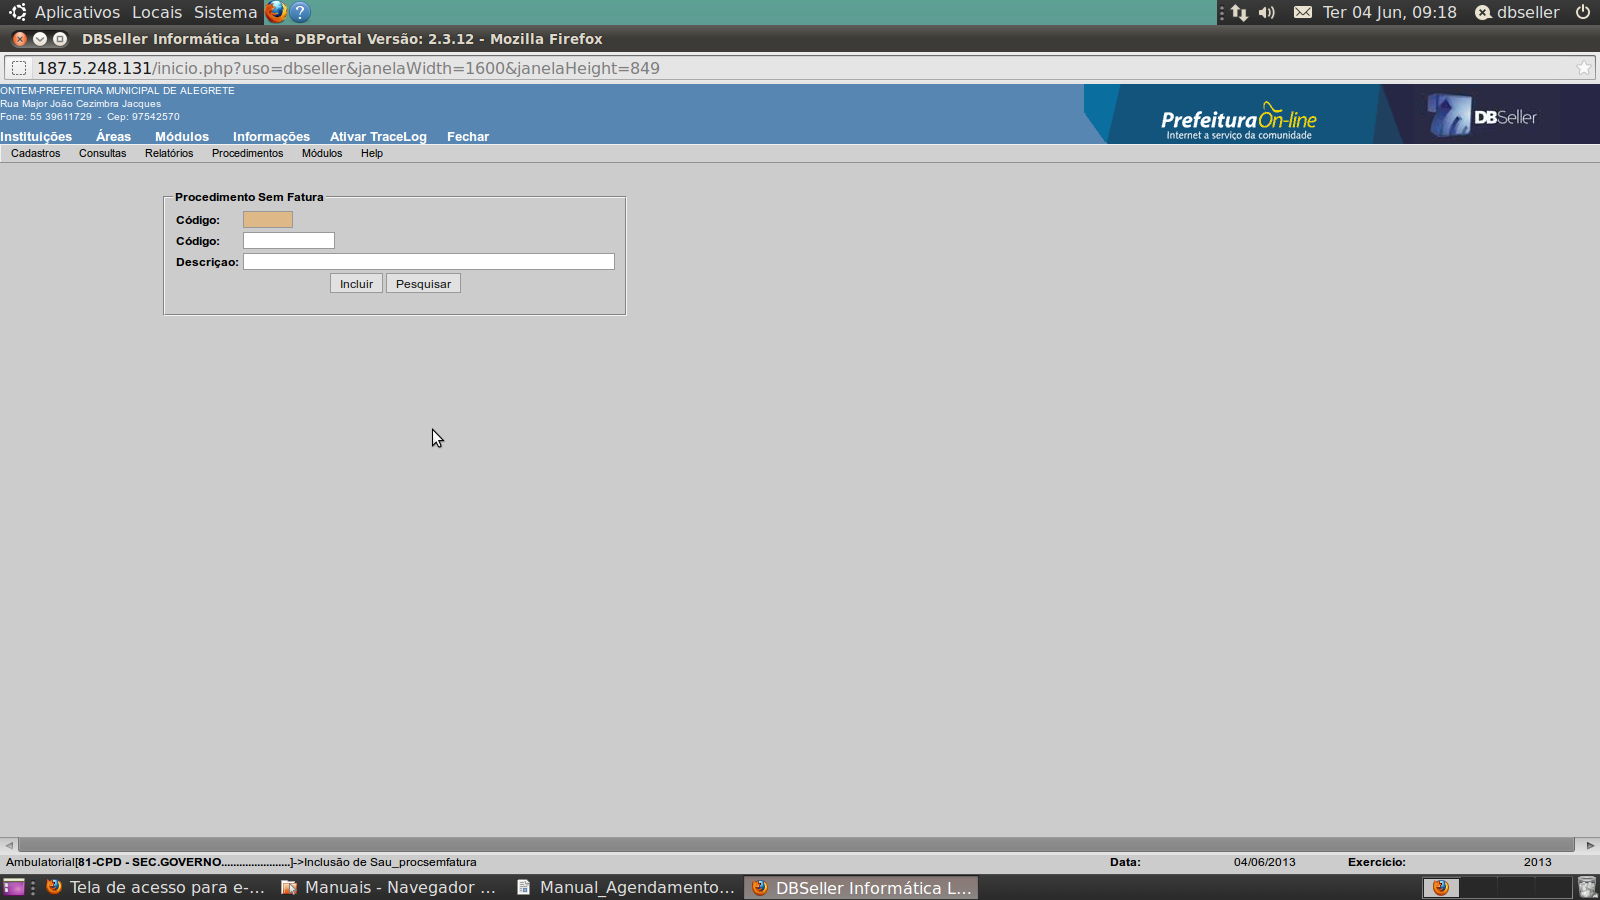 Aplicativos Locais Sistema ? Ter 04 Jun, 09:18 dbseller
DBSeller Informática Ltda - DBPortal Versão: 2.3.12 - Mozilla Firefox
187.5.248.131/inicio.php?uso=dbseller&janelaWidth=1600&janelaHeight=849
ONTEM-PREFEITURA MUNICIPAL DE ALEGRETE
Rua Major João Cezimbra Jacques
Fone: 55 39611729 - Cep: 97542570
PrefeituraOn-line
Internet a serviço da comunidade
DBSeller
Instituições Áreas Módulos Informações Ativar TraceLog Fechar
Cadastros Consultas Relatórios Procedimentos Módulos Help
Procedimento Sem Fatura
Código:
Código:
Descriçao:
Incluir Pesquisar
Ambulatorial[81-CPD - SEC.GOVERNO.......................]->Inclusão de Sau_procsemfatura Data: 04/06/2013 Exercício: 2013
Tela de acesso para e-... Manuais - Navegador ... Manual_Agendamento... DBSeller Informática L...